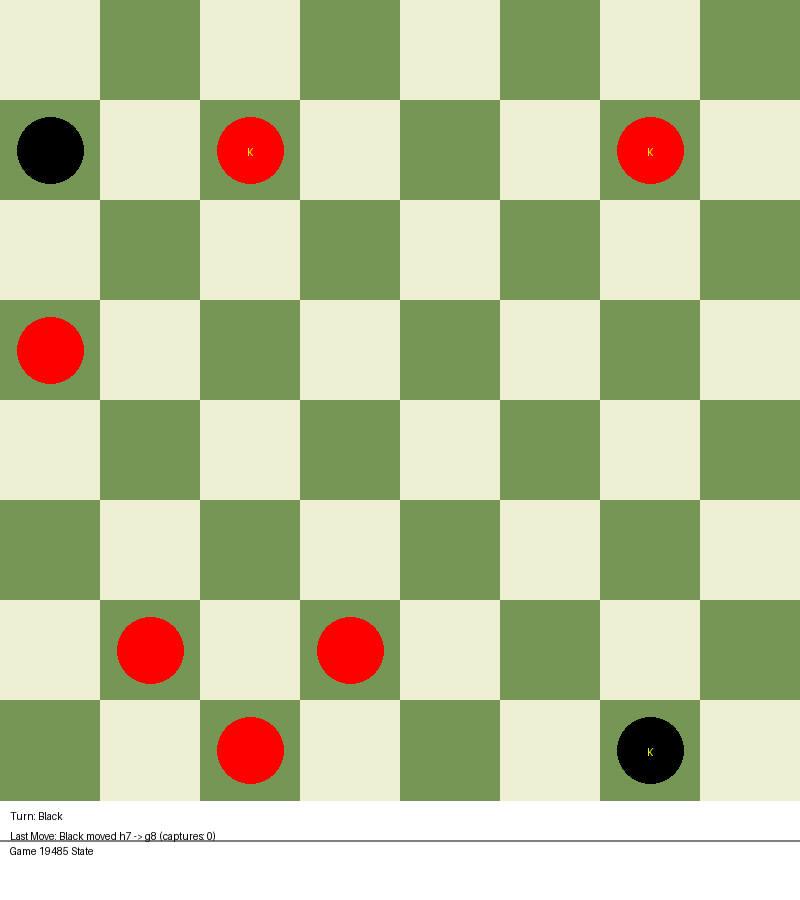 K
K
K
Turn: Black
Last Move: Black moved h7 -> g8 (captures: 0)
Game 19485 State